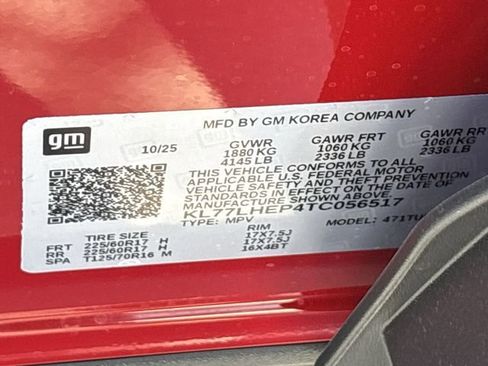 gm
MFD BY GM KOREA COMPANY
10/25 GVWR GAWR FRT GAWR RR
1880 KG 1060 KG 1060 KG
4145 LB 2336 LB 2336 LB
THIS VEHICLE CONFORMS TO ALL
APPLICABLE U.S. FEDERAL MOTOR
VEHICLE SAFETY AND THEFT PREVENTION
STANDARDS IN EFFECT ON THE DATE OF
MANUFACTURE SHOWN ABOVE.
KL77LHEP4TC056517
TYPE: MPV MODEL: 471TU
TIRE SIZE RIM
FRT 225/60R17 H 17X7.5J
RR 225/60R17 H 17X7.5J
SPA T125/70R16 M 16X4BT